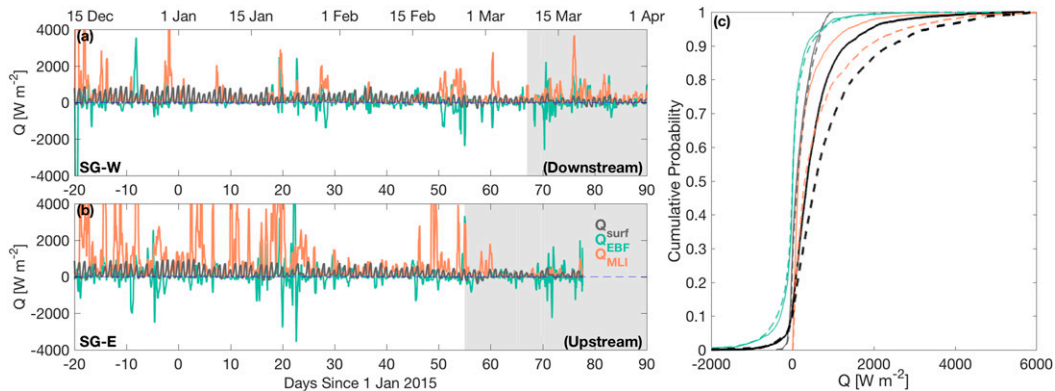 15 Dec 1 Jan 15 Jan 1 Feb 15 Feb 1 Mar 15 Mar 1 Apr
(a)
4000
2000
0
-2000
-4000
Q [W m-2]
SG-W (Downstream)
-20 -10 0 10 20 30 40 50 60 70 80 90
(b)
4000
2000
0
-2000
-4000
Q [W m-2]
Qsurf
QEBF
QMLI
SG-E (Upstream)
-20 -10 0 10 20 30 40 50 60 70 80 90
Days Since 1 Jan 2015
(c)
1
0.9
0.8
0.7
0.6
0.5
0.4
0.3
0.2
0.1
0
Cumulative Probability
-2000 0 2000 4000 6000
Q [W m-2]